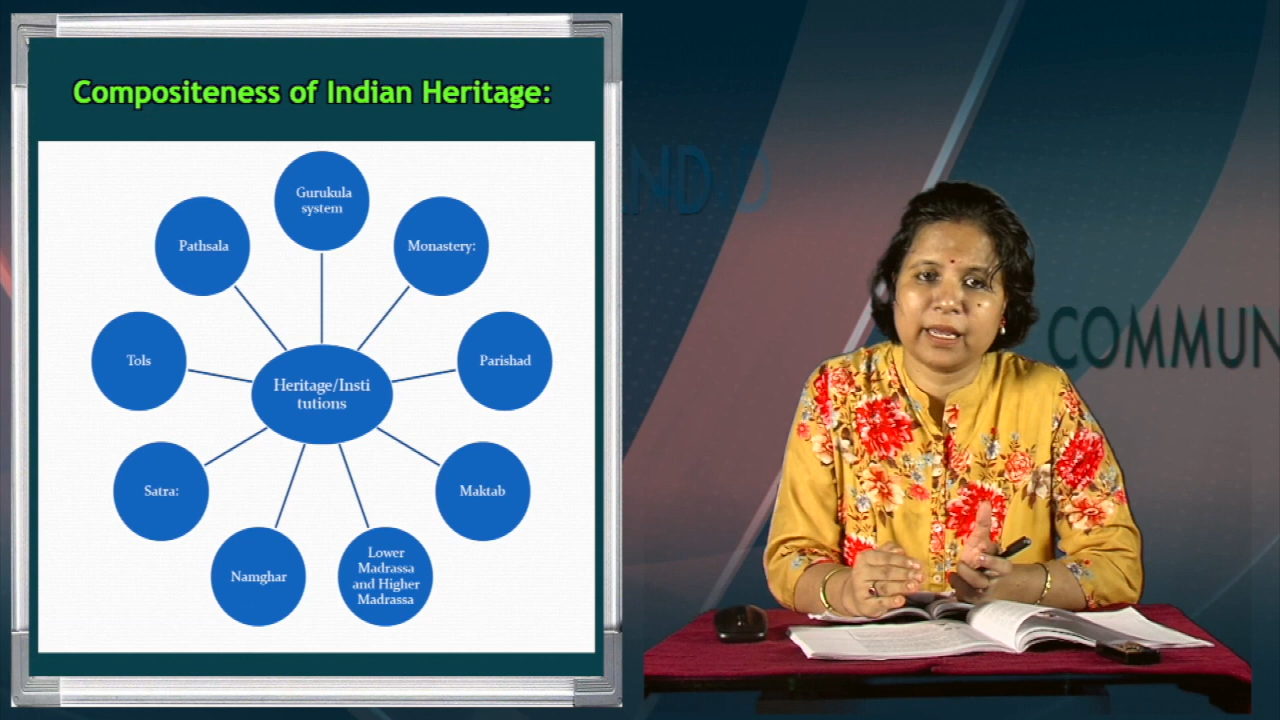 Compositeness of Indian Heritage:
Gurukula
system
Monastery:
Parishad
Maktab
Lower
Madrassa
and Higher
Madrassa
Namghar
Satra:
Tols
Pathsala
Heritage/Insti
tutions
COMMUN